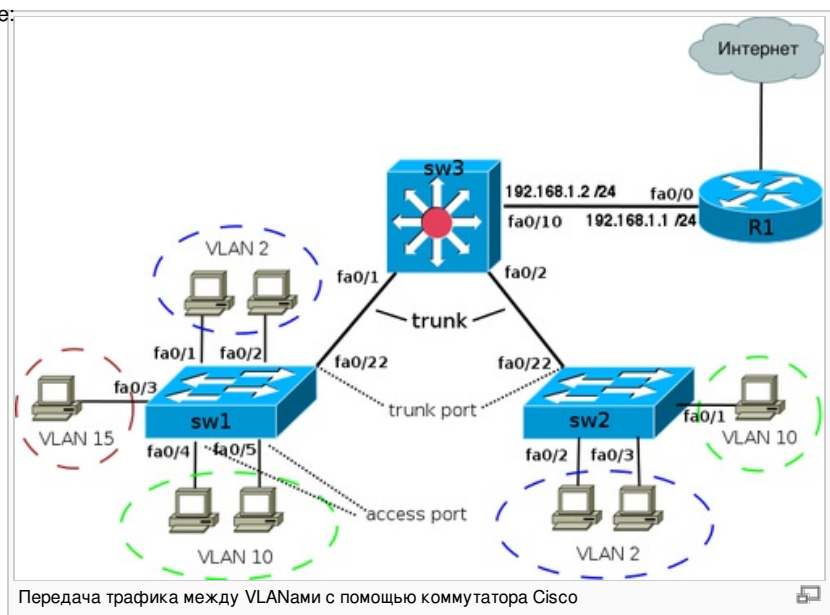 е:
Интернет
sw3
192.168.1.2 /24 fa0/0
fa0/10 192.168.1.1 /24
R1
VLAN 2
fa0/1
fa0/2
trunk
fa0/1 fa0/2
fa0/22
fa0/22
fa0/3
trunk port
VLAN 15
sw1
sw2
fa0/1
VLAN 10
fa0/4 fa0/5
fa0/2 fa0/3
access port
VLAN 10
VLAN 2
Передача трафика между VLANами с помощью коммутатора Cisco